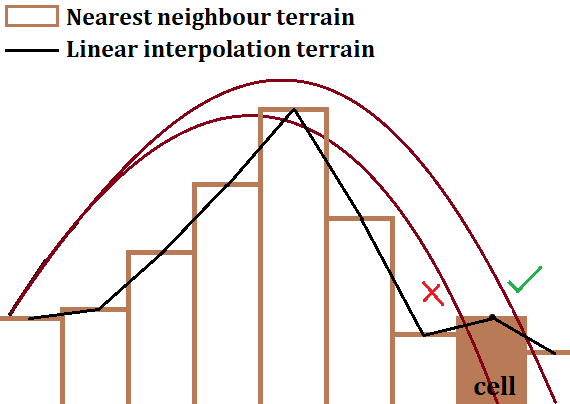 Nearest neighbour terrain
Linear interpolation terrain
cell